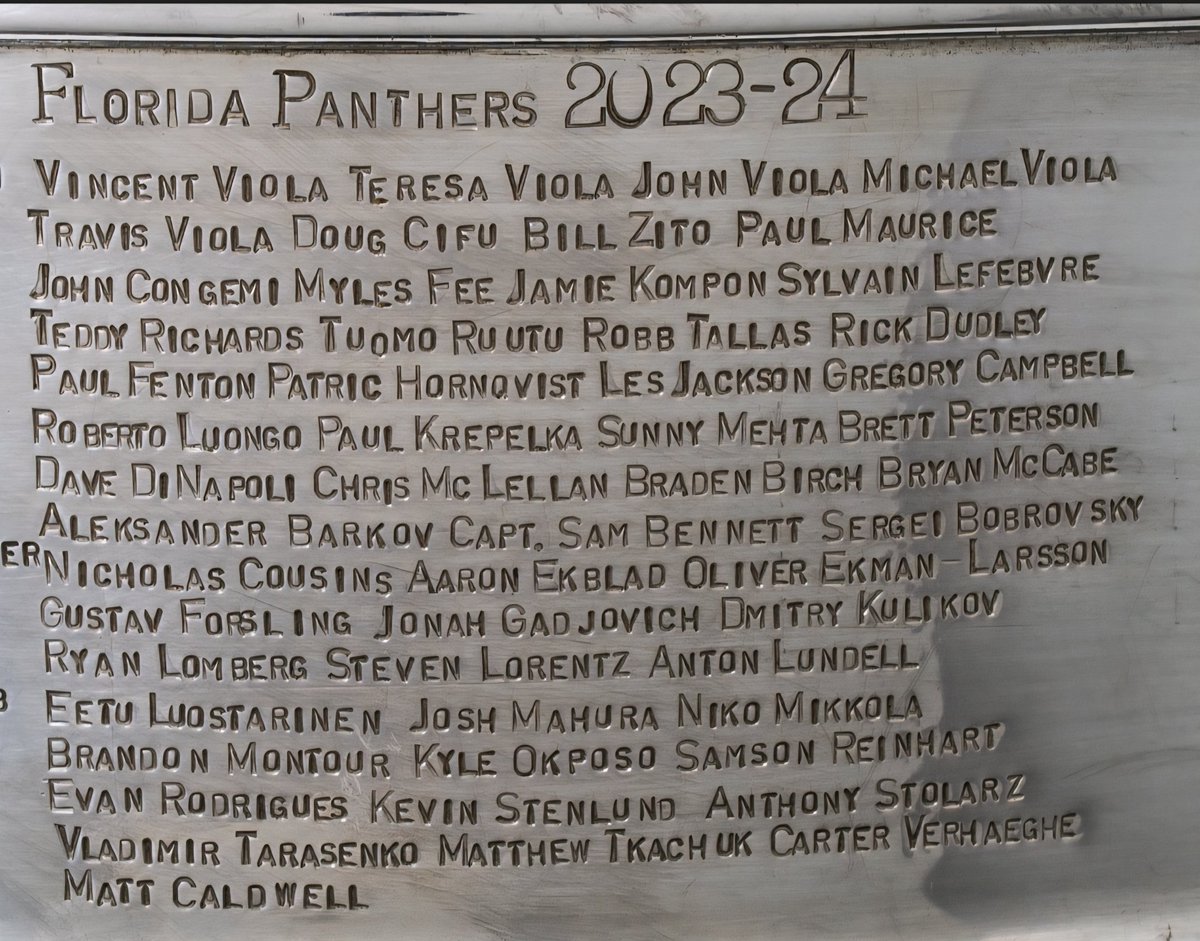 FLORIDA PANTHERS 2023-24
VINCENT VIOLA TERESA VIOLA JOHN VIOLA MICHAEL VIOLA
TRAVIS VIOLA DOUG CIFU BILL ZITO PAUL MAURICE
JOHN CONGEMI MYLES FEE JAMIE KOMPON SYLVAIN LEFEBVRE
TEDDY RICHARDS TUOMO RUUTU ROBB TALLAS RICK DUDLEY
PAUL FENTON PATRIC HORNQVIST LES JACKSON GREGORY CAMPBELL
ROBERTO LUONGO PAUL KREPELKA SUNNY MEHTA BRETT PETERSON
DAVE DINAPOLI CHRIS MC LELLAN BRADEN BIRCH BRYAN MCCABE
ALEKSANDER BARKOV CAPT. SAM BENNETT SERGEI BOBROVSKY
ER NICHOLAS COUSINS AARON EKBLAD OLIVER EKMAN-LARSSON
GUSTAV FORSLING JONAH GADJOVICH DMITRY KULIKOV
RYAN LOMBERG STEVEN LORENTZ ANTON LUNDELL
EETU LUOSTARINEN JOSH MAHURA NIKO MIKKOLA
BRANDON MONTOUR KYLE OKPOSO SAMSON REINHART
EVAN RODRIGUES KEVIN STENLUND ANTHONY STOLARZ
VLADIMIR TARASENKO MATTHEW TKACHUK CARTER VERHAEGHE
MATT CALDWELL